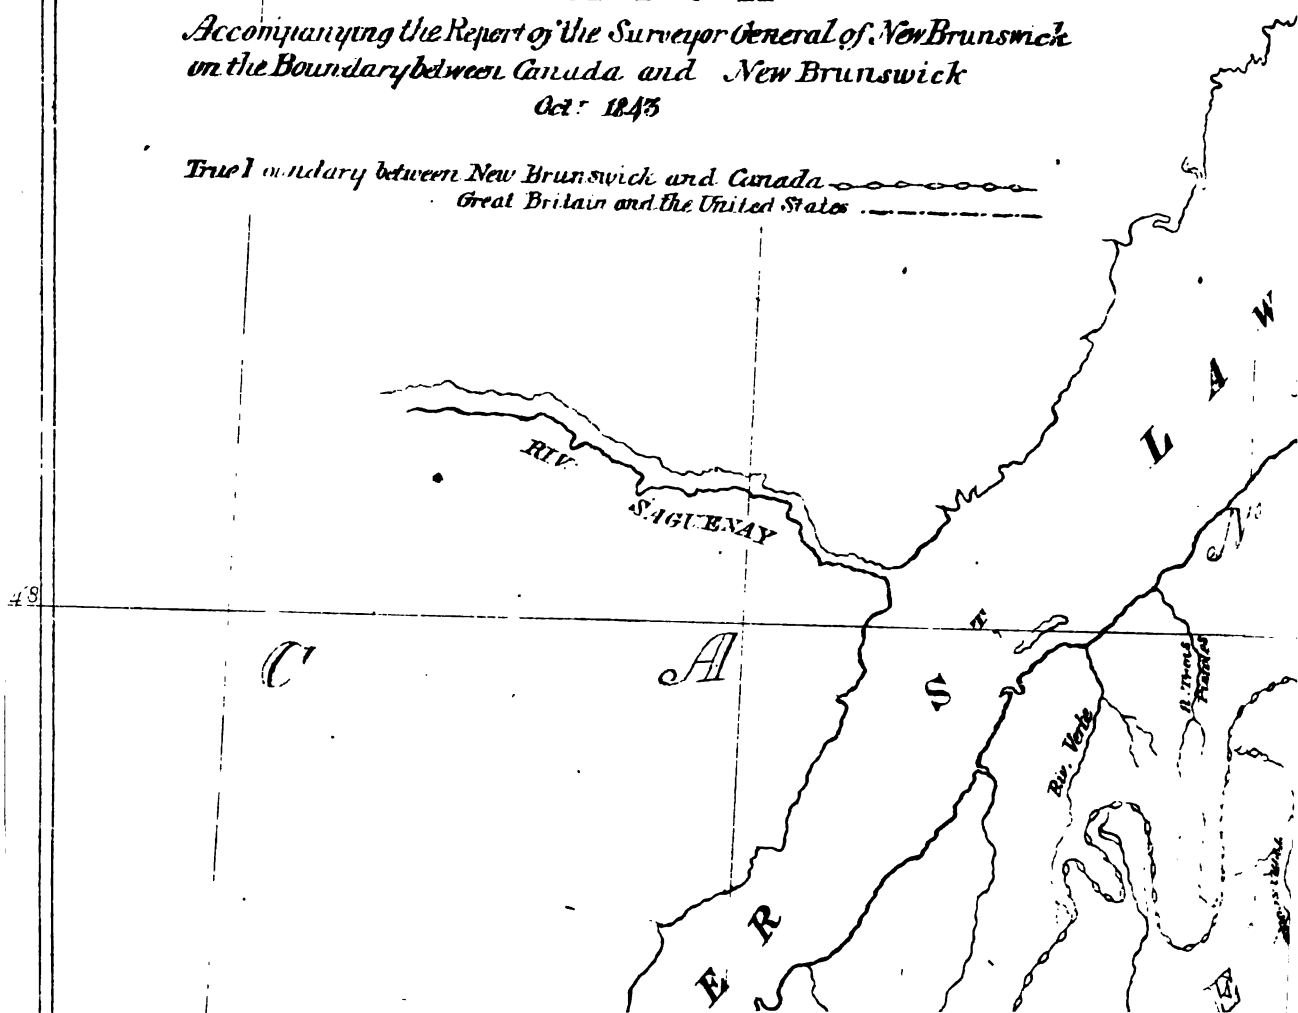 Accompanying the Report of the Surveyor General of New Brunswick
on the Boundary between Canada and New Brunswick
Oct.r 1843
True Boundary between New Brunswick and Canada
Great Britain and the United States
W
A
L
RIV.
SAGUENAY
N
48
C
A
S
R. Trois
Pistoles
Riv. Verte
R
E
E